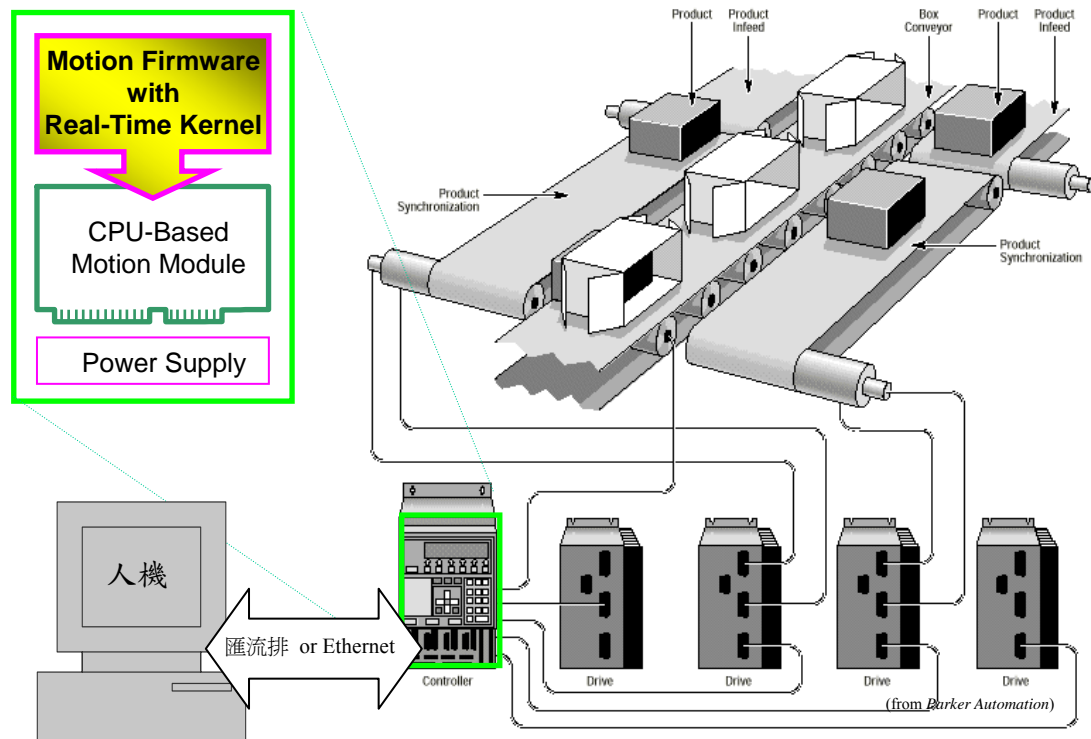 Motion Firmware
with
Real-Time Kernel
CPU-Based
Motion Module
Power Supply
Product
Product
Infeed
Box
Conveyor
Product
Product
Infeed
Product
Synchronization
Product
Synchronization
人機
匯流排 or Ethernet
Controller
Drive
Drive
Drive
Drive
(from Parker Automation)